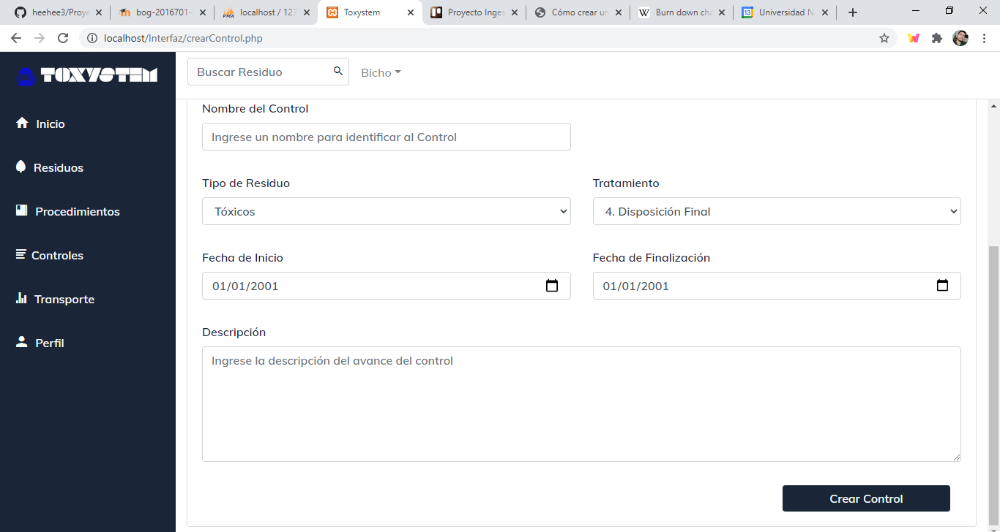 heehee3/Proye
bog-2016701-
localhost / 127
Toxystem
Proyecto Inges
Cómo crear un
Burn down cha
Universidad Na
localhost/Interfaz/crearControl.php
TOXYSTEM
Buscar Residuo
Bicho
Inicio
Residuos
Procedimientos
Controles
Transporte
Perfil
Nombre del Control
Ingrese un nombre para identificar al Control
Tipo de Residuo
Tratamiento
Tóxicos
4. Disposición Final
Fecha de Inicio
Fecha de Finalización
01/01/2001
01/01/2001
Descripción
Ingrese la descripción del avance del control
Crear Control